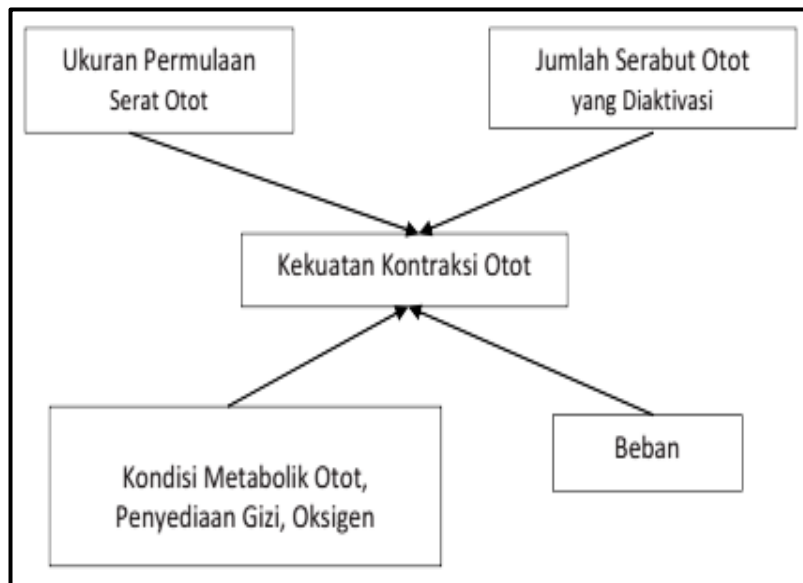 Ukuran Permulaan
Serat Otot
Jumlah Serabut Otot
yang Diaktivasi
Kekuatan Kontraksi Otot
Kondisi Metabolik Otot,
Penyediaan Gizi, Oksigen
Beban